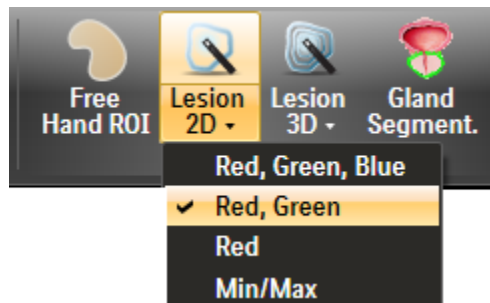 Free
Hand ROI
Lesion
2D
Lesion
3D
Gland
Segment.
Red, Green, Blue
Red, Green
Red
Min/Max